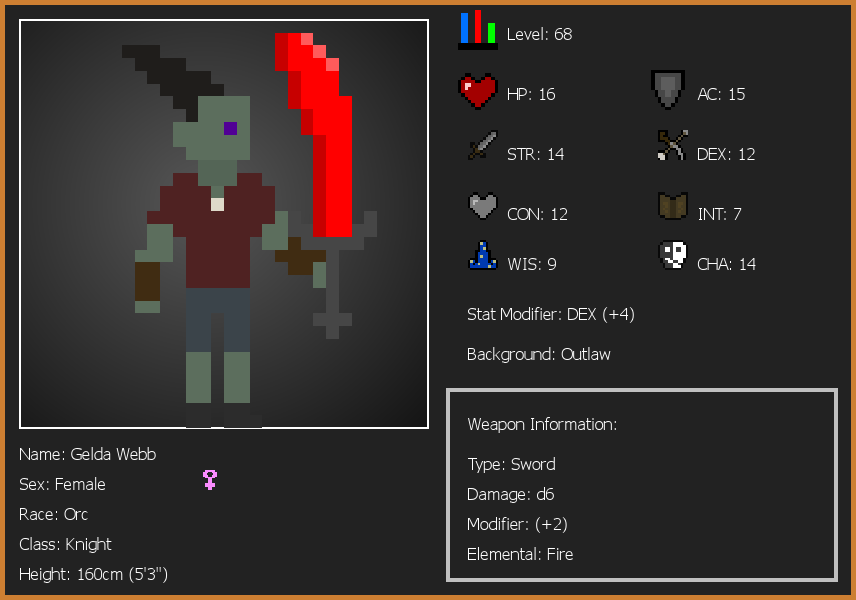 Level: 68
HP: 16
AC: 15
STR: 14
DEX: 12
CON: 12
INT: 7
WIS: 9
CHA: 14
Stat Modifier: DEX (+4)
Background: Outlaw
Weapon Information:
Type: Sword
Damage: d6
Modifier: (+2)
Elemental: Fire
Name: Gelda Webb
Sex: Female
Race: Orc
Class: Knight
Height: 160cm (5'3")